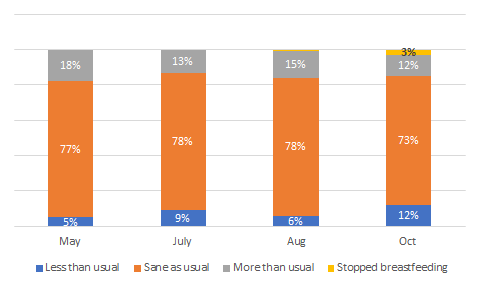 3%
18% 13% 15% 12%
77% 78% 78% 73%
5% 9% 6% 12%
May July Aug Oct
Less than usual Sane as usual More than usual Stopped breastfeeding